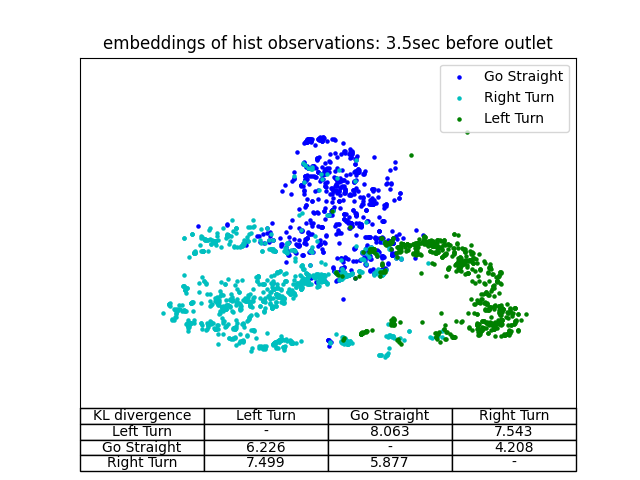 embeddings of hist observations: 3.5sec before outlet
Go Straight
Right Turn
Left Turn
KL divergence Left Turn Go Straight Right Turn
Left Turn - 8.063 7.543
Go Straight 6.226 - 4.208
Right Turn 7.499 5.877 -